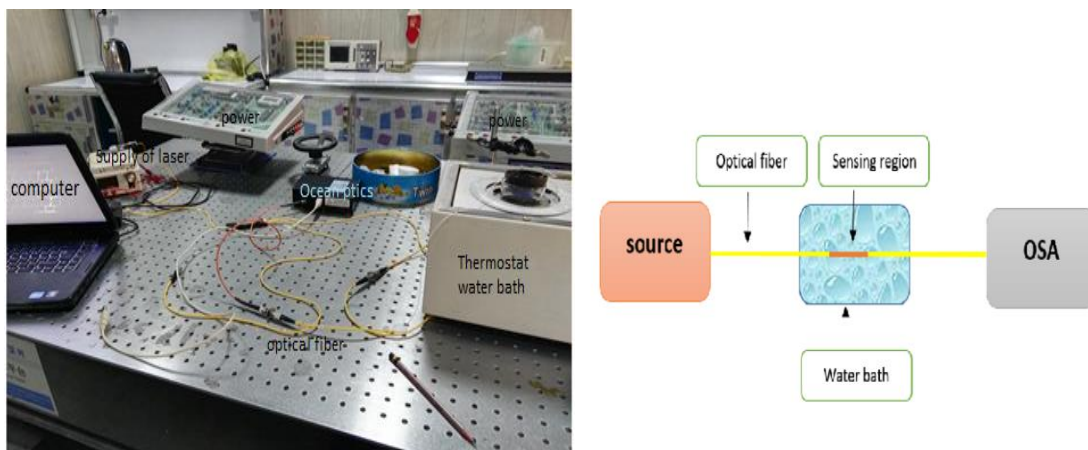 power
power
Supply of laser
computer
Ocean optics
Twin
Thermostat
water bath
optical fiber
Optical fiber
Sensing region
source
OSA
Water bath